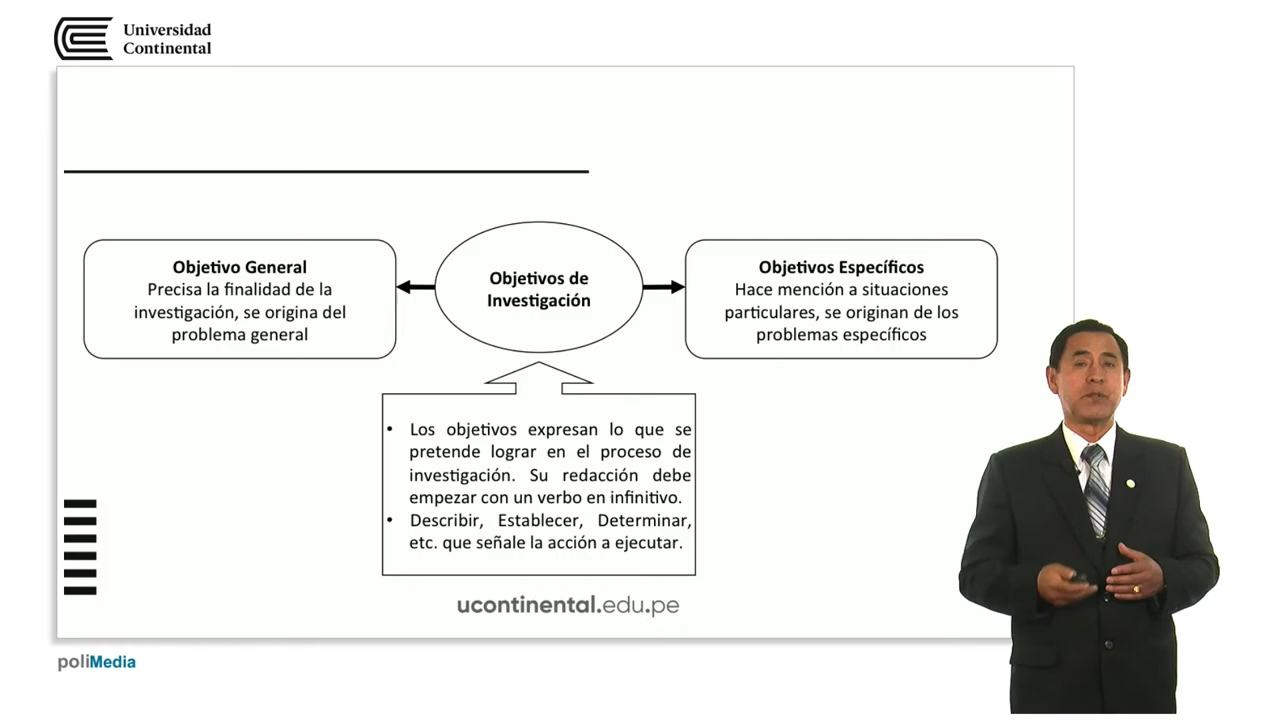 Universidad
Continental
Objetivo General
Precisa la finalidad de la
investigación, se origina del
problema general
Objetivos de
Investigación
Objetivos Específicos
Hace mención a situaciones
particulares, se originan de los
problemas específicos
• Los objetivos expresan lo que se
pretende lograr en el proceso de
investigación. Su redacción debe
empezar con un verbo en infinitivo.
• Describir, Establecer, Determinar,
etc. que señale la acción a ejecutar.
ucontinental.edu.pe
poliMedia